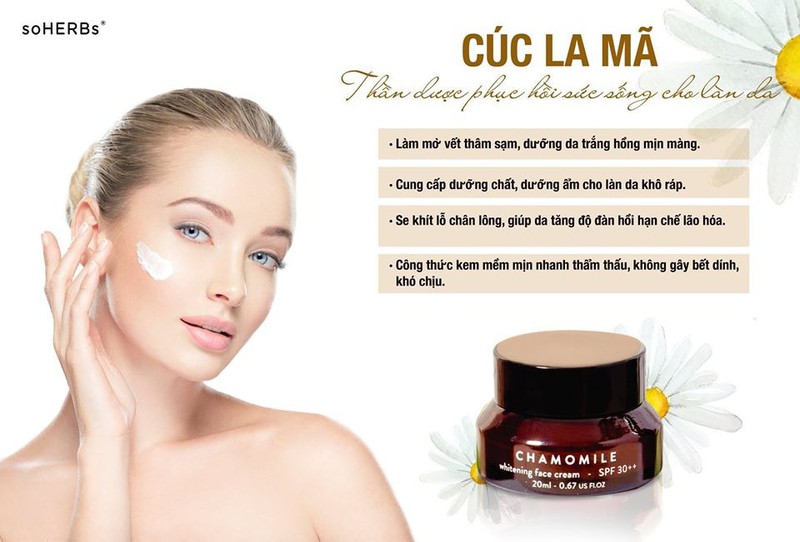 soHERBs®
CÚC LA MÃ
Thần dược phục hồi sức sống cho làn da
· Làm mờ vết thâm sạm, dưỡng da trắng hồng mịn màng.
· Cung cấp dưỡng chất, dưỡng ẩm cho làn da khô ráp.
· Se khít lỗ chân lông, giúp da tăng độ đàn hồi hạn chế lão hóa.
· Công thức kem mềm mịn nhanh thẩm thấu, không gây bết dính,
khó chịu.
CHAMOMILE
whitening face cream - SPF 30++
20ml - 0.67 US FL.OZ